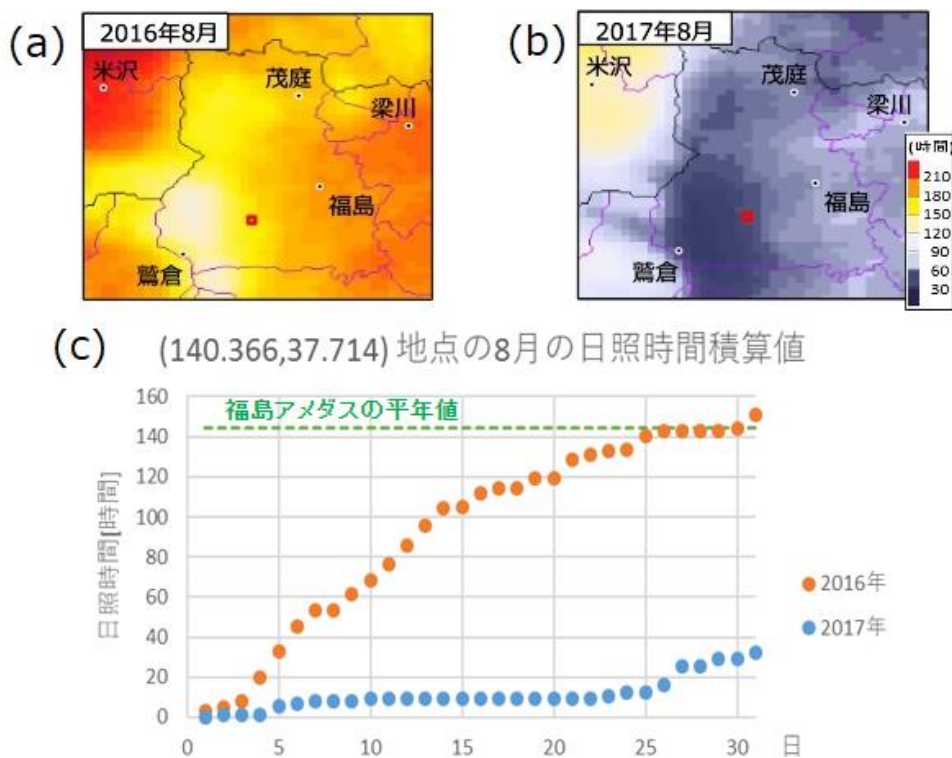 (a)
2016年8月
米沢
茂庭
梁川
福島
鷲倉
(b)
2017年8月
米沢
茂庭
梁川
福島
鷲倉
(時間)
210
180
150
120
90
60
30
(c)
(140.366,37.714) 地点の8月の日照時間積算値
日照時間[時間]
160
140
120
100
80
60
40
20
0
福島アメダスの平年値
2016年
2017年
0
5
10
15
20
25
30
日